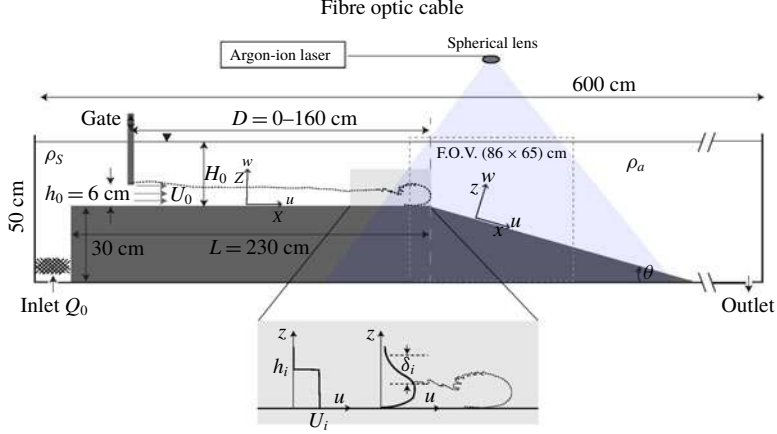 Fibre optic cable
Spherical lens
Argon-ion laser
600 cm
Gate
D = 0–160 cm
F.O.V. (86 × 65) cm
ρS
ρa
H0
w
Z
u
X
h0 = 6 cm
U0
w
z
u
x
50 cm
30 cm
L = 230 cm
θ
Inlet Q0
Outlet
z
z
hi
δi
u
u
Ui